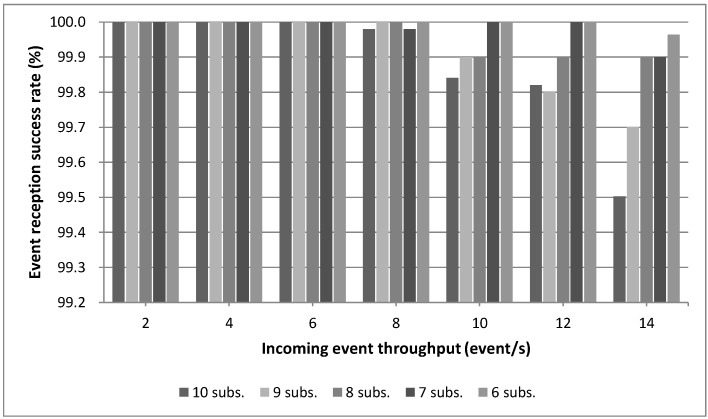 Event reception success rate (%)
100.0
99.9
99.8
99.7
99.6
99.5
99.4
99.3
99.2
2 4 6 8 10 12 14
Incoming event throughput (event/s)
10 subs. 9 subs. 8 subs. 7 subs. 6 subs.